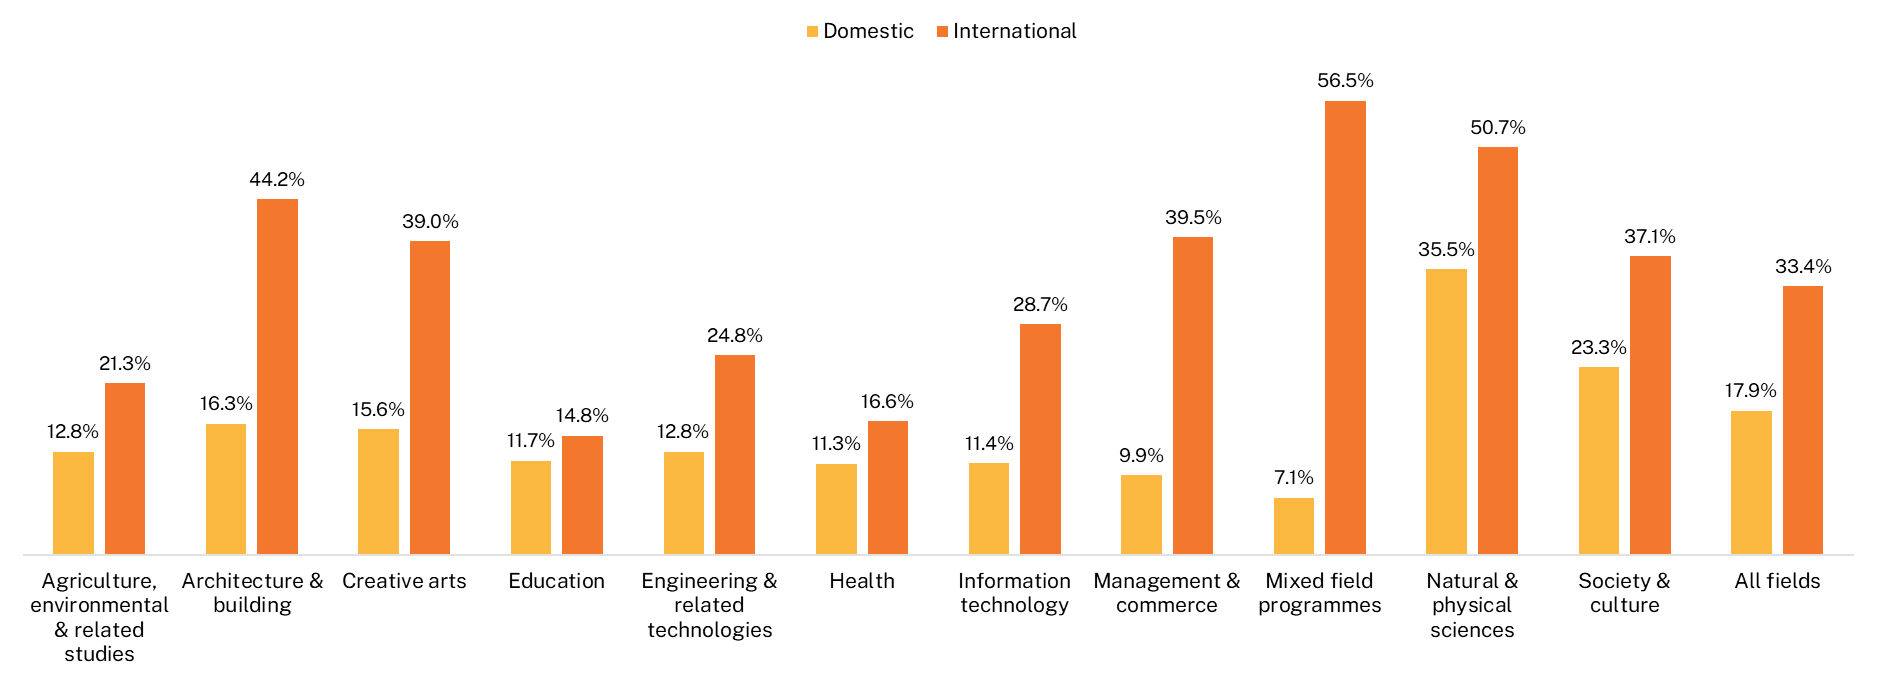 Domestic
International
12.8%
21.3%
16.3%
44.2%
15.6%
39.0%
11.7%
14.8%
12.8%
24.8%
11.3%
16.6%
11.4%
28.7%
9.9%
39.5%
7.1%
56.5%
35.5%
50.7%
23.3%
37.1%
17.9%
33.4%
Agriculture,
environmental
& related
studies
Architecture &
building
Creative arts
Education
Engineering &
related
technologies
Health
Information
technology
Management &
commerce
Mixed field
programmes
Natural &
physical
sciences
Society &
culture
All fields